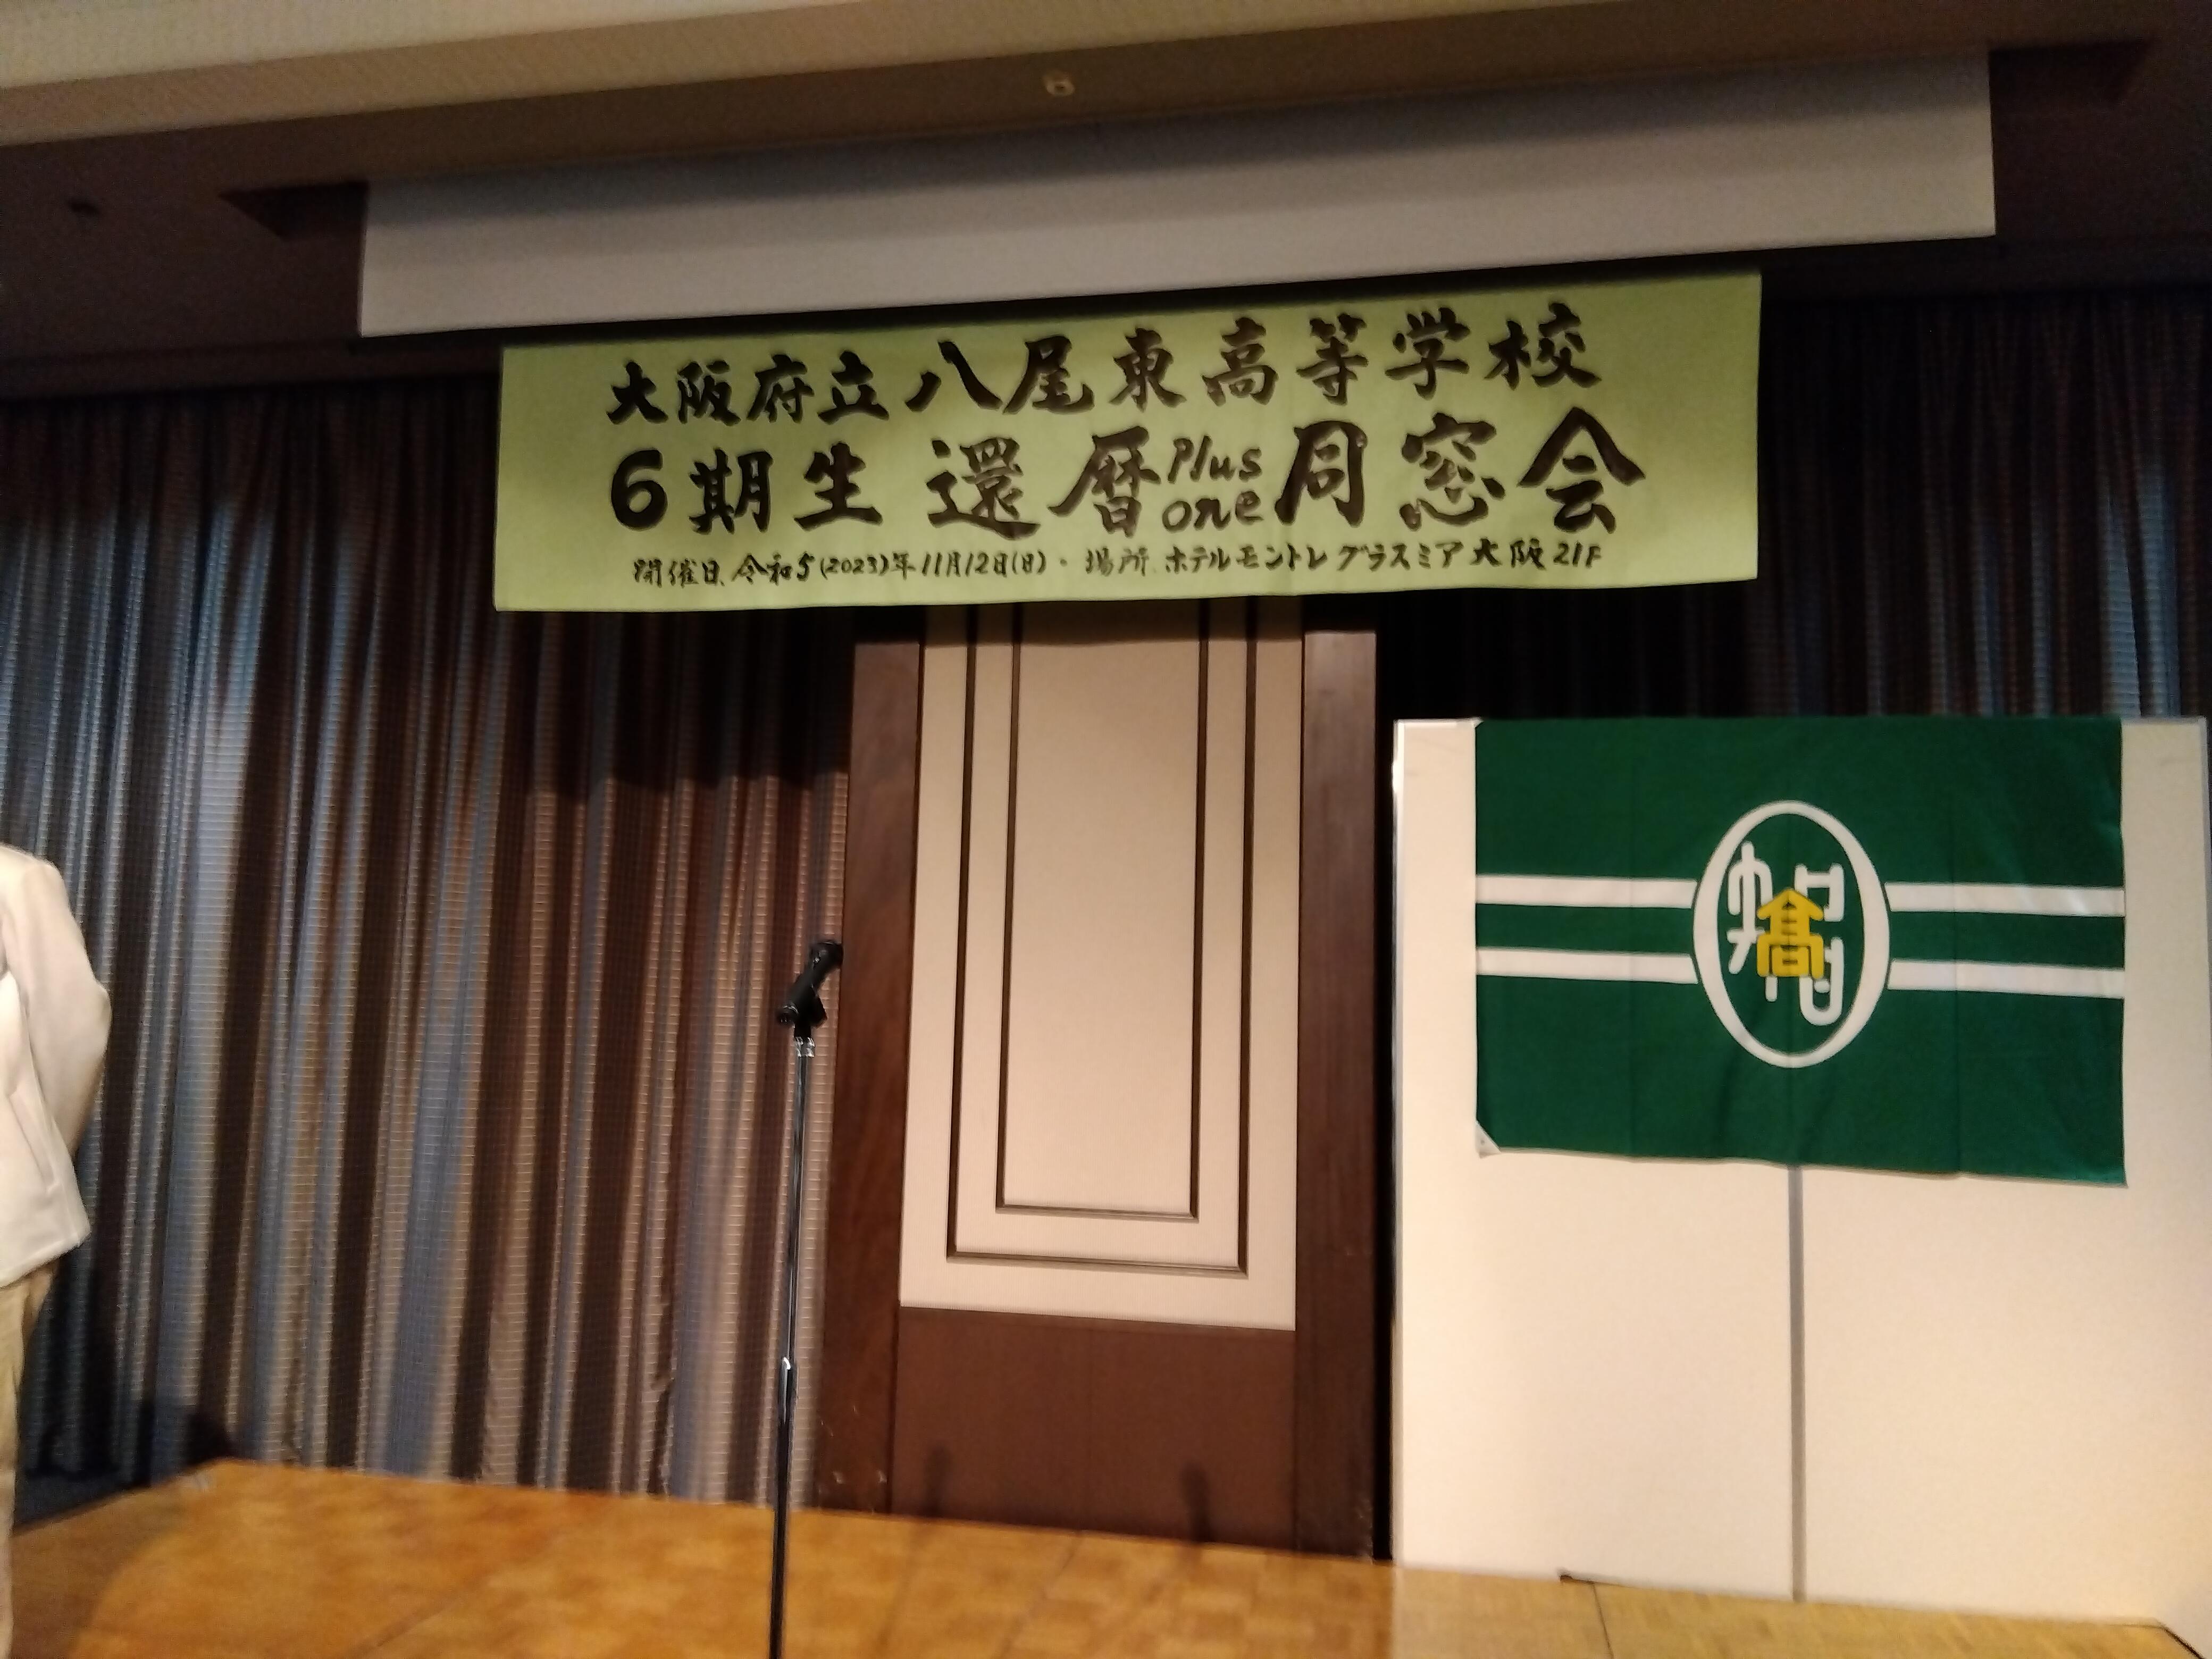 大阪府立八尾東高等学校
6期生 還暦 Plus one 同窓会
開催日 令和5(2023)年11月12日(日)・場所 ホテルモントレ グラスミア大阪21F
高